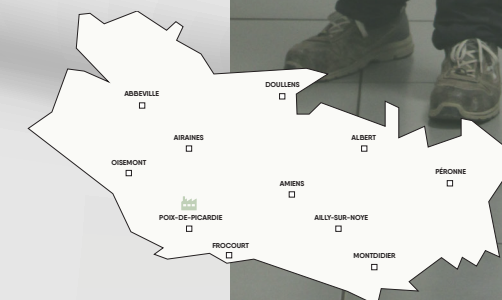 DOULLENS
ABBEVILLE
AIRAINES
ALBERT
OISEMONT
PÉRONNE
AMIENS
POIX-DE-PICARDIE
AILLY-SUR-NOYE
FROCOURT
MONTDIDIER